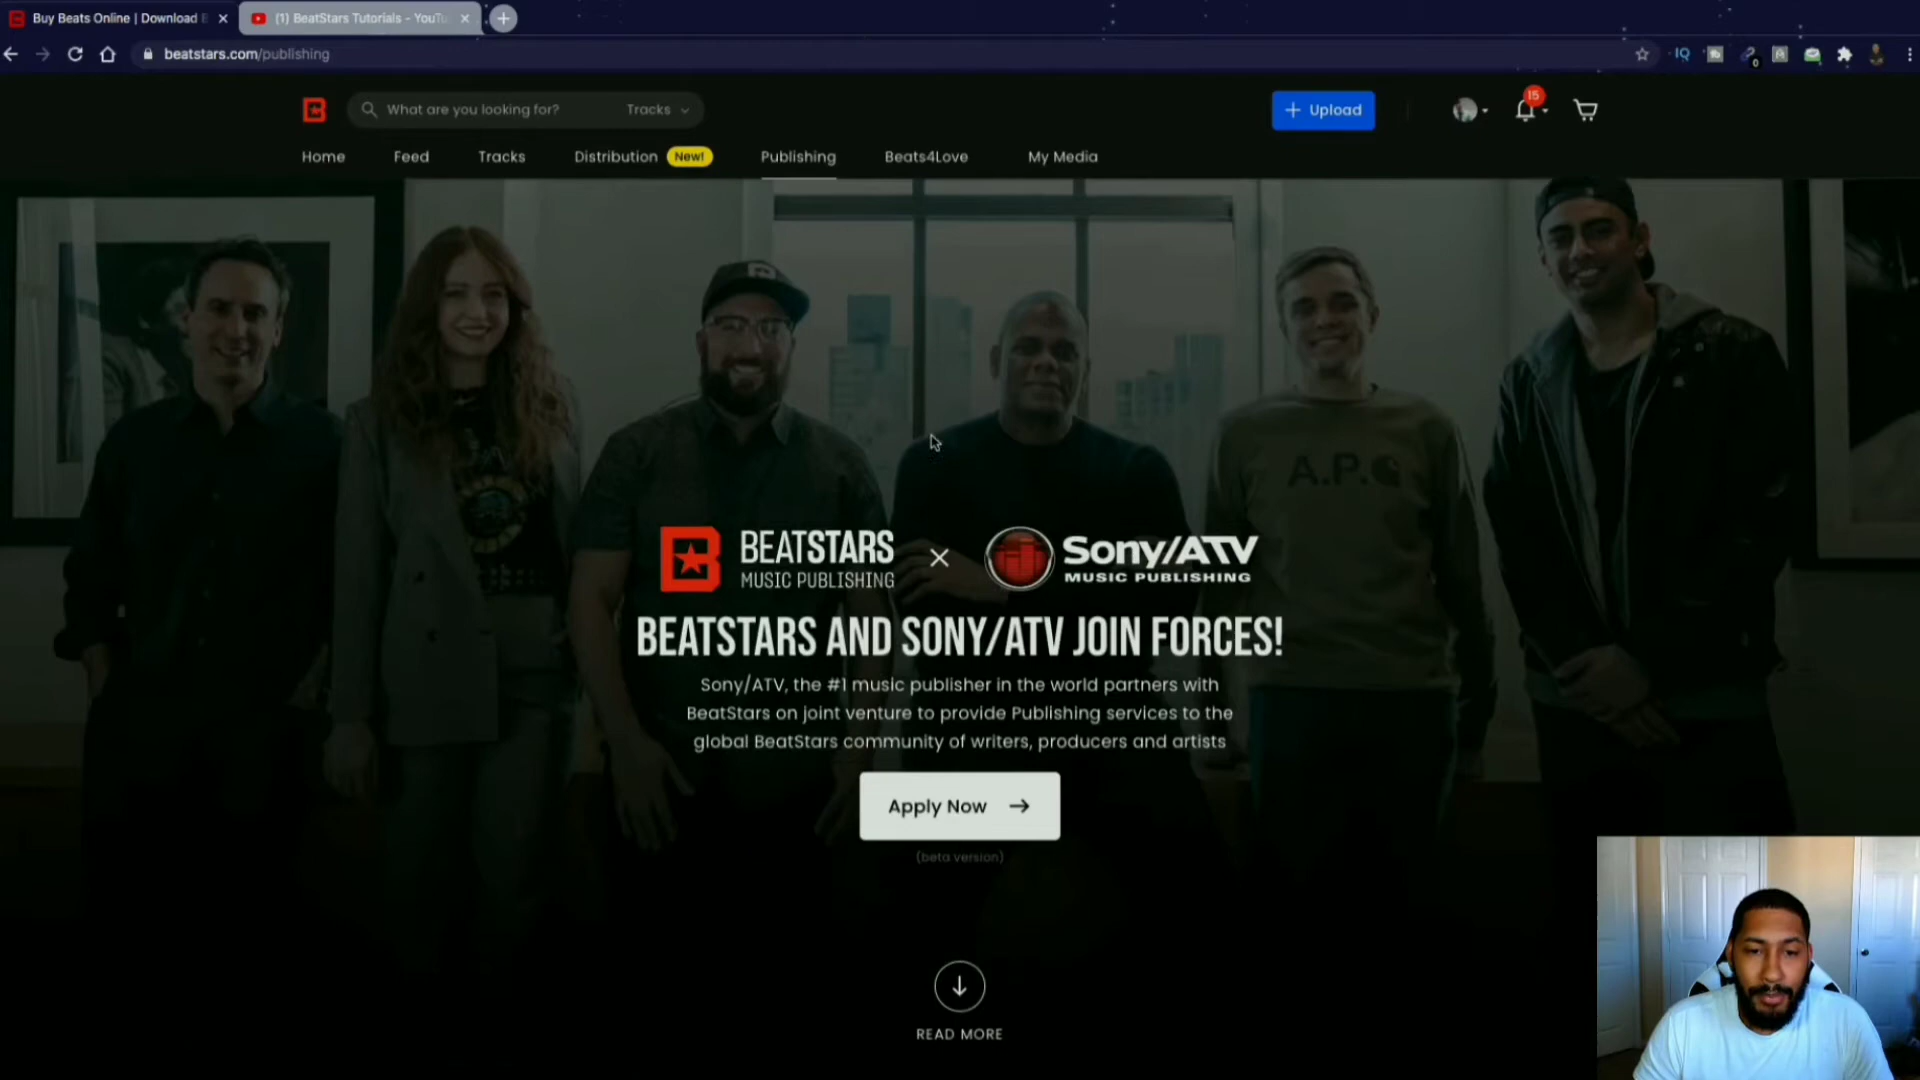 Buy Beats Online | Download B
(1) BeatStars Tutorials - YouTu
beatstars.com/publishing
IQ
0
What are you looking for?
Tracks
+ Upload
15
Home
Feed
Tracks
Distribution
New!
Publishing
Beats4Love
My Media
A.P.C
BEATSTARS
MUSIC PUBLISHING
×
Sony/ATV
MUSIC PUBLISHING
BEATSTARS AND SONY/ATV JOIN FORCES!
Sony/ATV, the #1 music publisher in the world partners with
BeatStars on joint venture to provide Publishing services to the
global BeatStars community of writers, producers and artists
Apply Now →
(beta version)
READ MORE